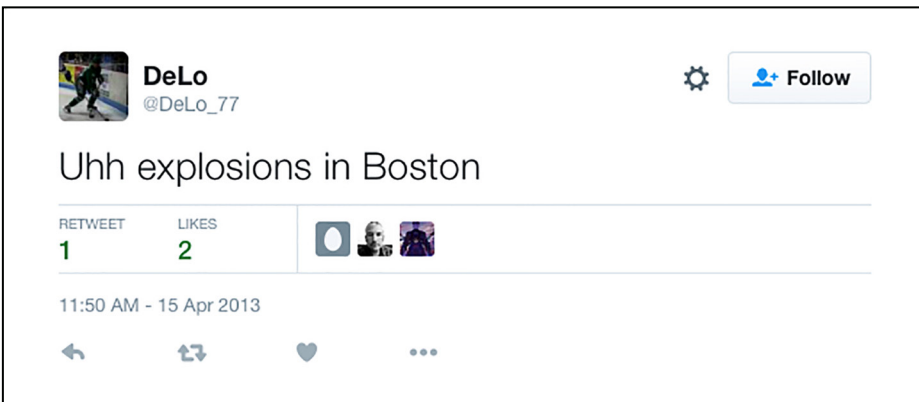 DeLo
@DeLo_77
Follow
Uhh explosions in Boston
RETWEET
1
LIKES
2
11:50 AM - 15 Apr 2013